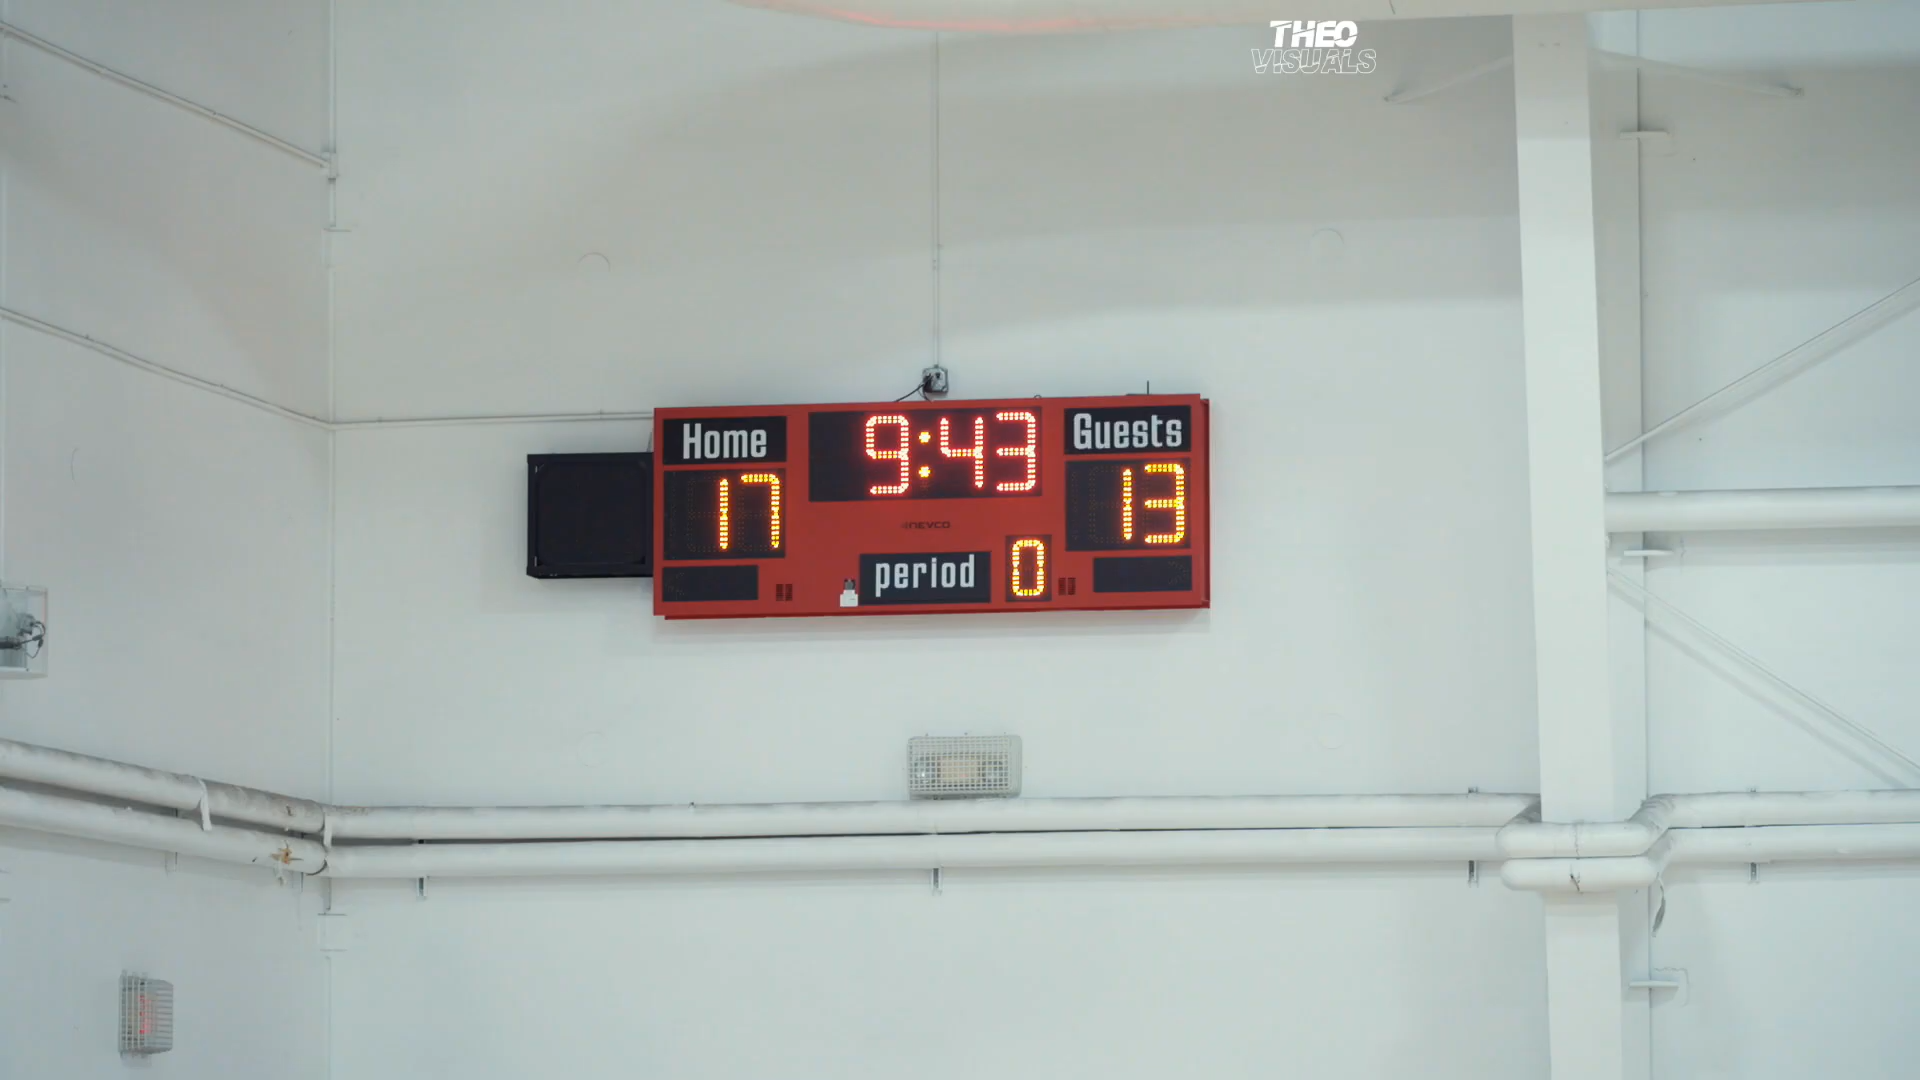 THEO
VISUALS
Home 9:43 Guests
17 13
NEVCO
period 0